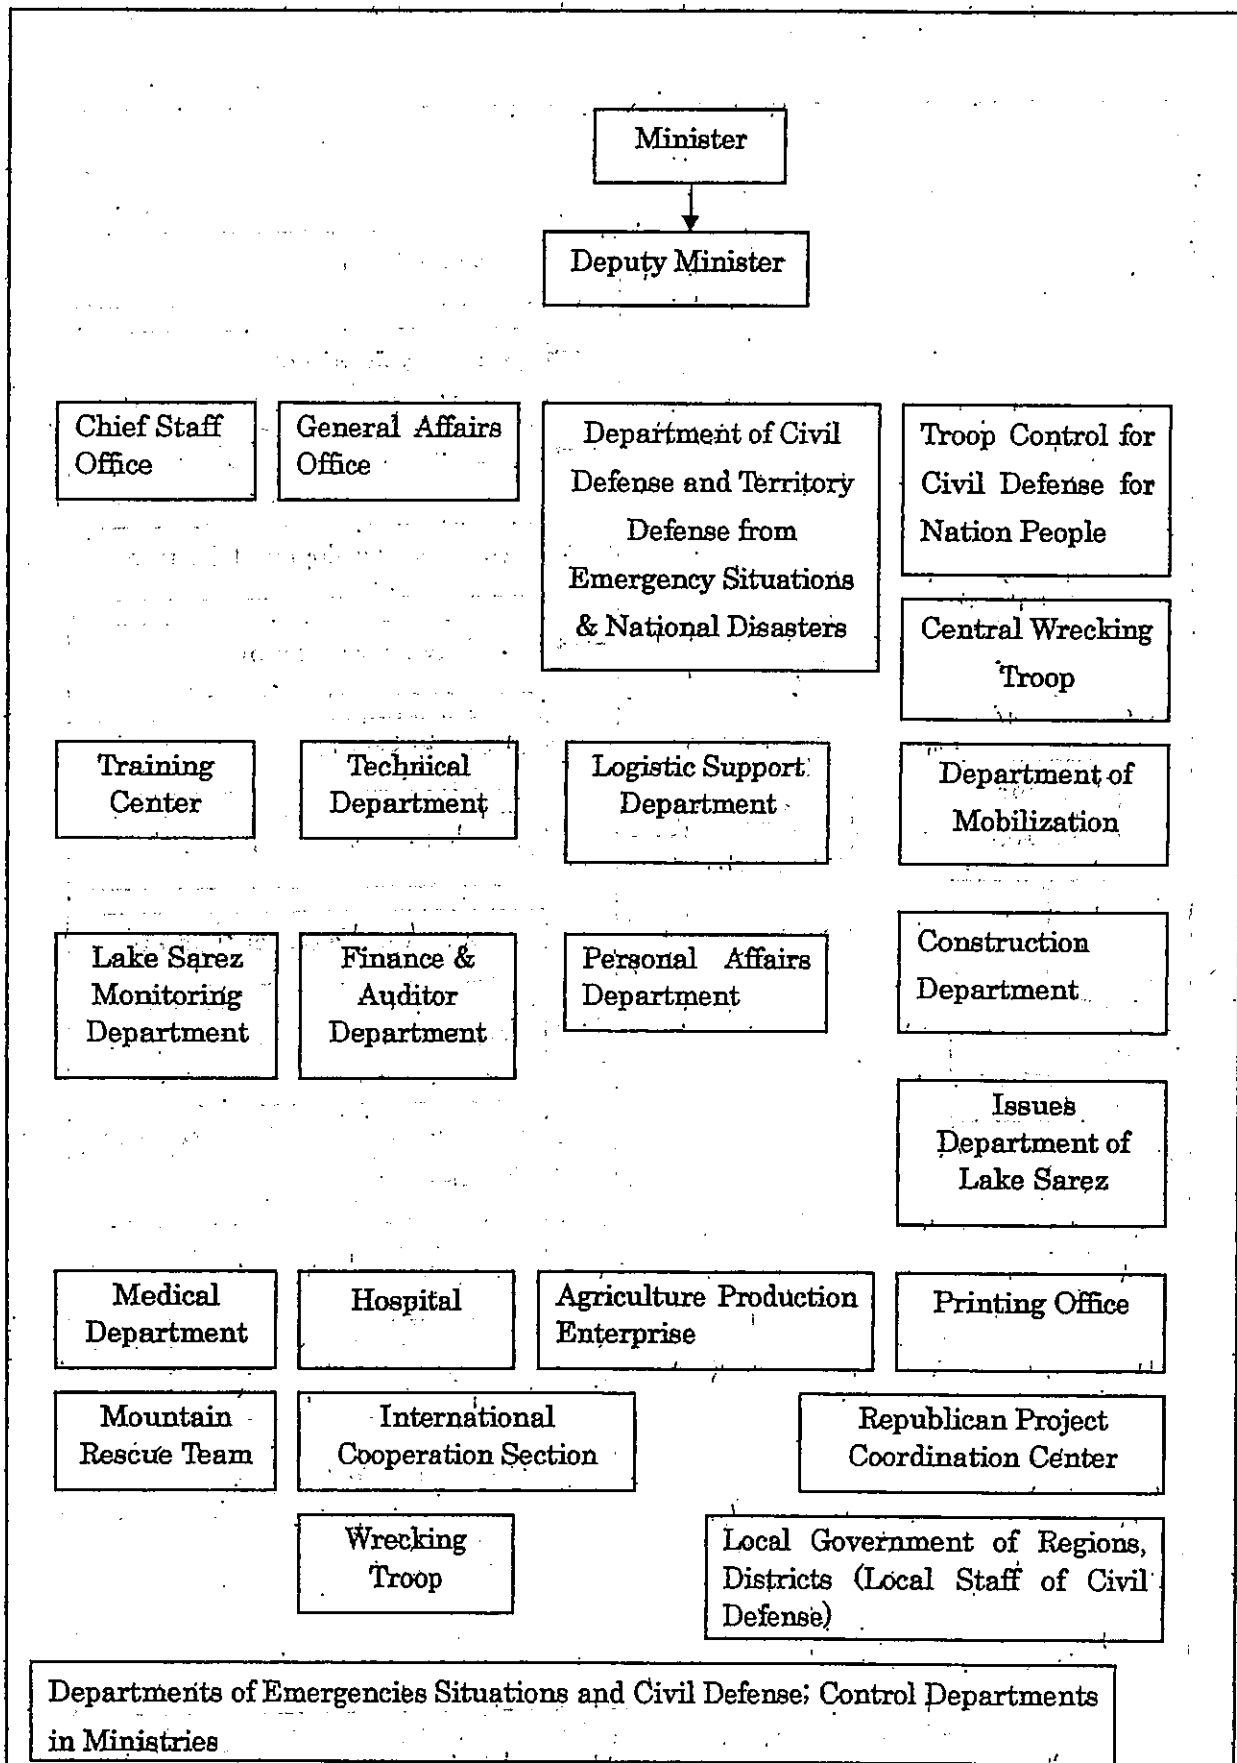 Minister
Deputy Minister
Chief Staff
Office
General Affairs
Office
Department of Civil
Defense and Territory
Defense from
Emergency Situations
& National Disasters
Troop Control for
Civil Defense for
Nation People
Central Wrecking
Troop
Training
Center
Technical
Department
Logistic Support
Department
Department of
Mobilization
Lake Sarez
Monitoring
Department
Finance &
Auditor
Department
Personal Affairs
Department
Construction
Department
Issues
Department of
Lake Sarez
Medical
Department
Hospital
Agriculture Production
Enterprise
Printing Office
Mountain
Rescue Team
International
Cooperation Section
Republican Project
Coordination Center
Wrecking
Troop
Local Government of Regions,
Districts (Local Staff of Civil
Defense)
Departments of Emergencies Situations and Civil Defense; Control Departments
in Ministries